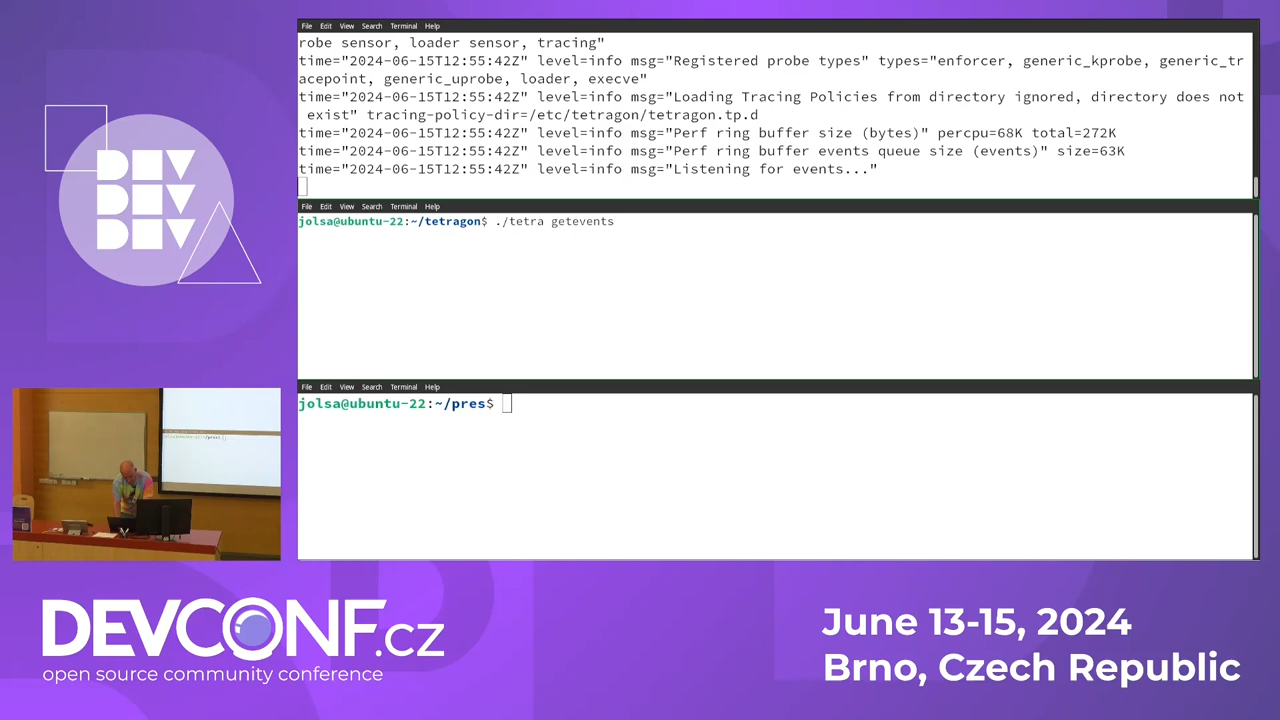 File Edit View Search Terminal Help
robe sensor, loader sensor, tracing"
time="2024-06-15T12:55:42Z" level=info msg="Registered probe types" types="enforcer, generic_kprobe, generic_tr
acepoint, generic_uprobe, loader, execve"
time="2024-06-15T12:55:42Z" level=info msg="Loading Tracing Policies from directory ignored, directory does not
exist" tracing-policy-dir=/etc/tetragon/tetragon.tp.d
time="2024-06-15T12:55:42Z" level=info msg="Perf ring buffer size (bytes)" percpu=68K total=272K
time="2024-06-15T12:55:42Z" level=info msg="Perf ring buffer events queue size (events)" size=63K
time="2024-06-15T12:55:42Z" level=info msg="Listening for events..."
File Edit View Search Terminal Help
jolsa@ubuntu-22:~/tetragon$ ./tetra getevents
File Edit View Search Terminal Help
jolsa@ubuntu-22:~/pres$
DEV
DEV
DEV
DEVCONF.cz
open source community conference
June 13-15, 2024
Brno, Czech Republic